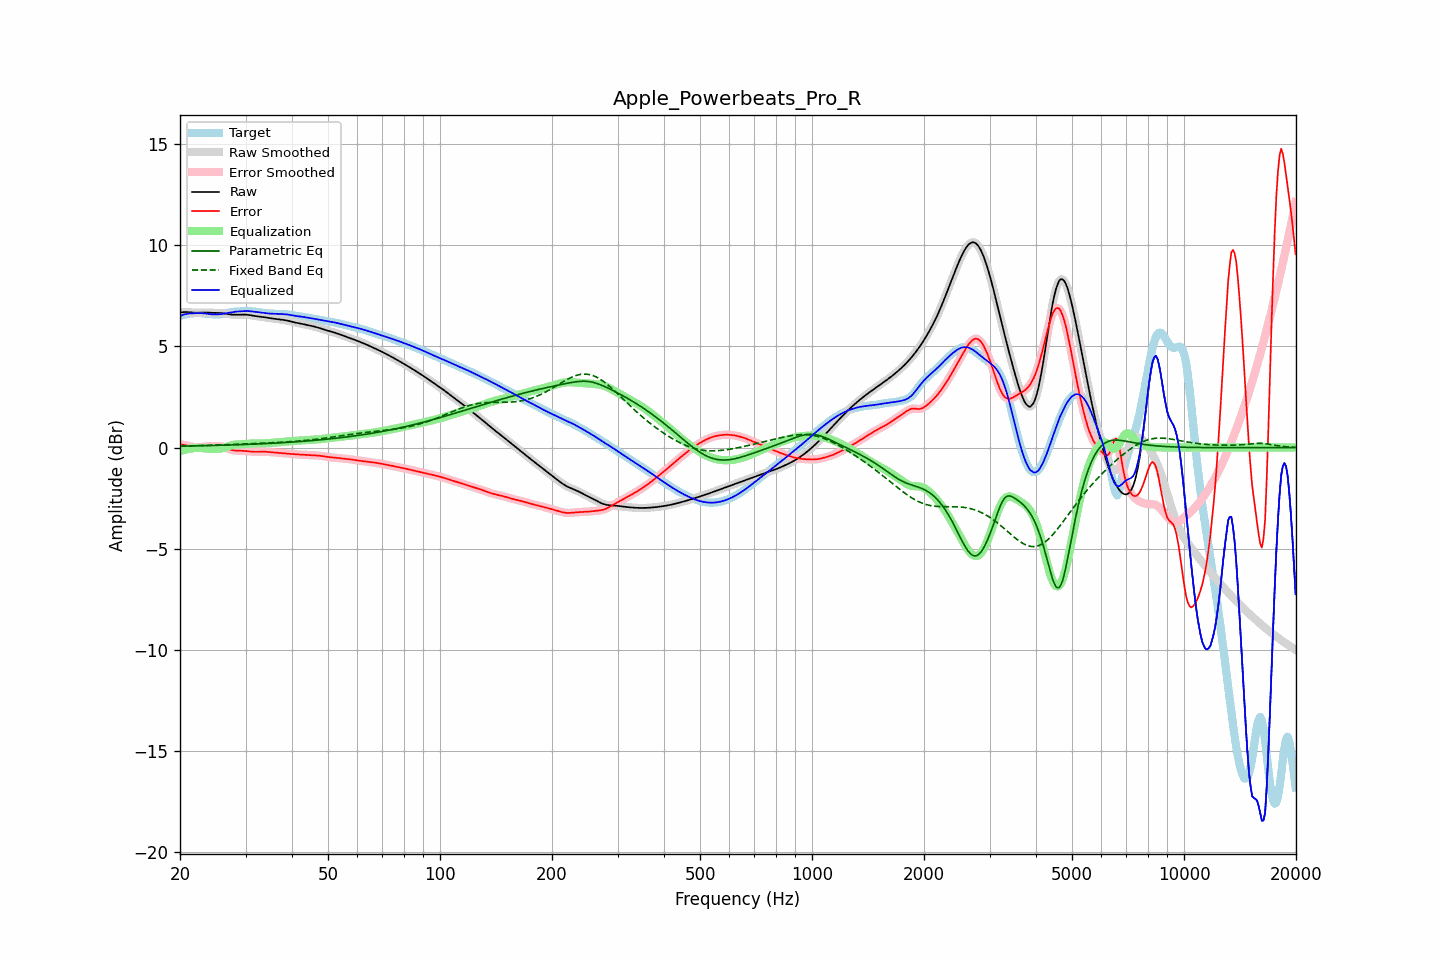 Apple_Powerbeats_Pro_R
Target
Raw Smoothed
Error Smoothed
Raw
Error
Equalization
Parametric Eq
Fixed Band Eq
Equalized
15
10
5
0
−5
−10
−15
−20
Amplitude (dBr)
20
50
100
200
500
1000
2000
5000
10000
20000
Frequency (Hz)